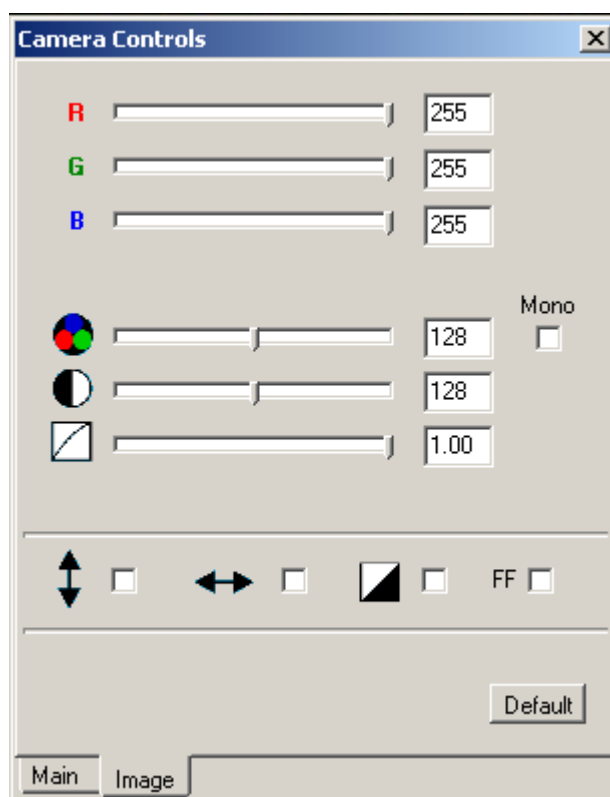 Camera Controls
R 255
G 255
B 255
Mono
128
128
1.00
FF
Default
Main Image